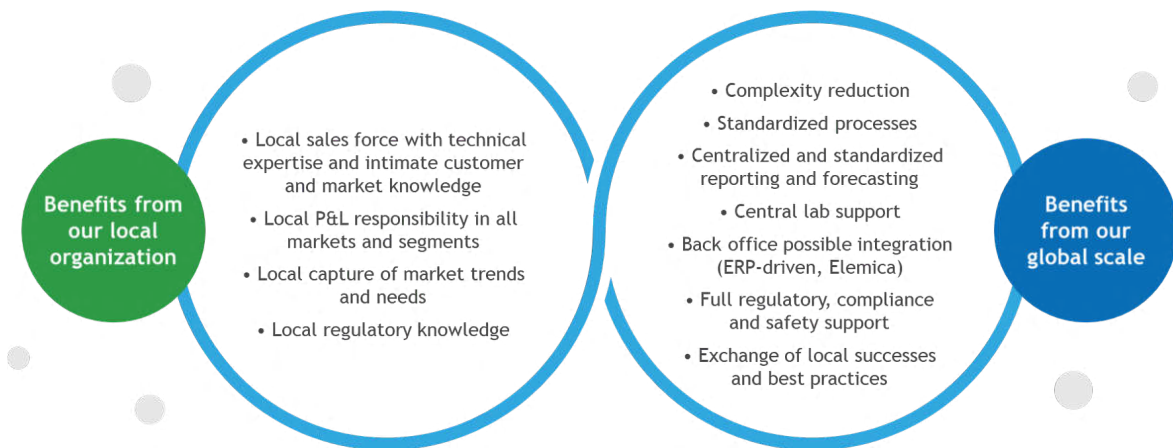 Benefits from
our local
organization
• Local sales force with technical
expertise and intimate customer
and market knowledge
• Local P&L responsibility in all
markets and segments
• Local capture of market trends
and needs
• Local regulatory knowledge
• Complexity reduction
• Standardized processes
• Centralized and standardized
reporting and forecasting
• Central lab support
• Back office possible integration
(ERP-driven, Elemica)
• Full regulatory, compliance
and safety support
• Exchange of local successes
and best practices
Benefits
from our
global scale